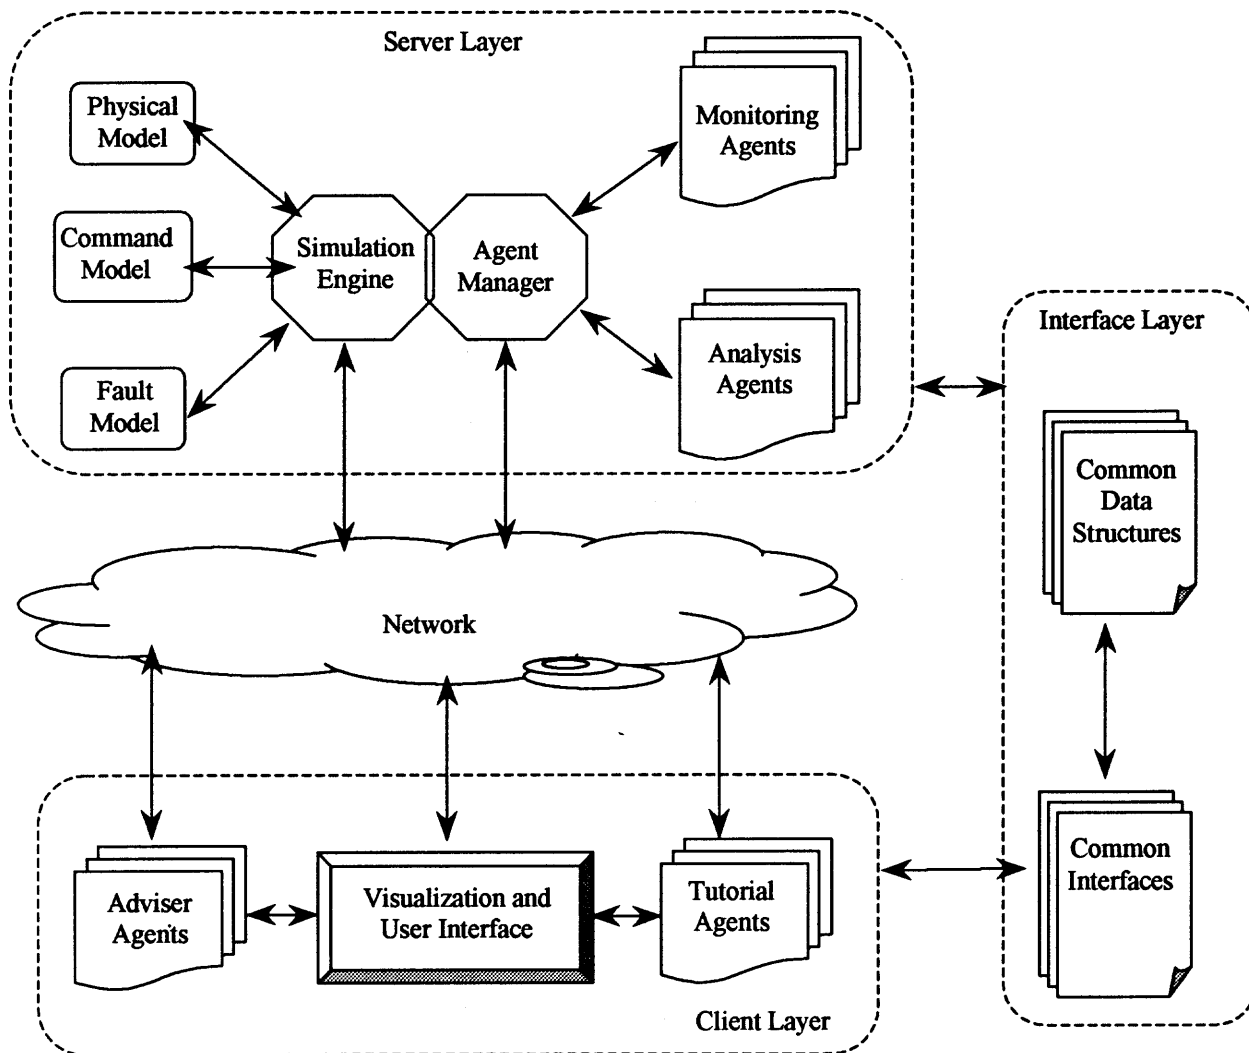 Server Layer
Physical
Model
Monitoring
Agents
Command
Model
Simulation
Engine
Agent
Manager
Analysis
Agents
Fault
Model
Interface Layer
Common
Data
Structures
Network
Common
Interfaces
Adviser
Agents
Visualization and
User Interface
Tutorial
Agents
Client Layer